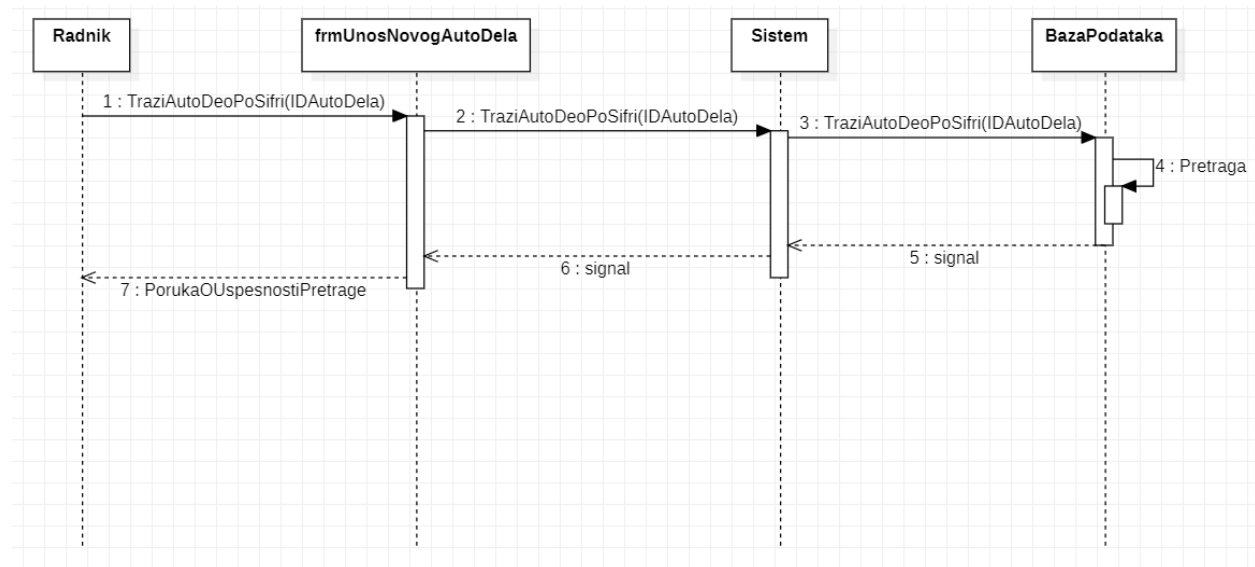 Radnik
frmUnosNovogAutoDela
Sistem
BazaPodataka
1 : TraziAutoDeoPoSifri(IDAutoDela)
2 : TraziAutoDeoPoSifri(IDAutoDela)
3 : TraziAutoDeoPoSifri(IDAutoDela)
4 : Pretraga
5 : signal
6 : signal
7 : PorukaOUspesnostiPretrage